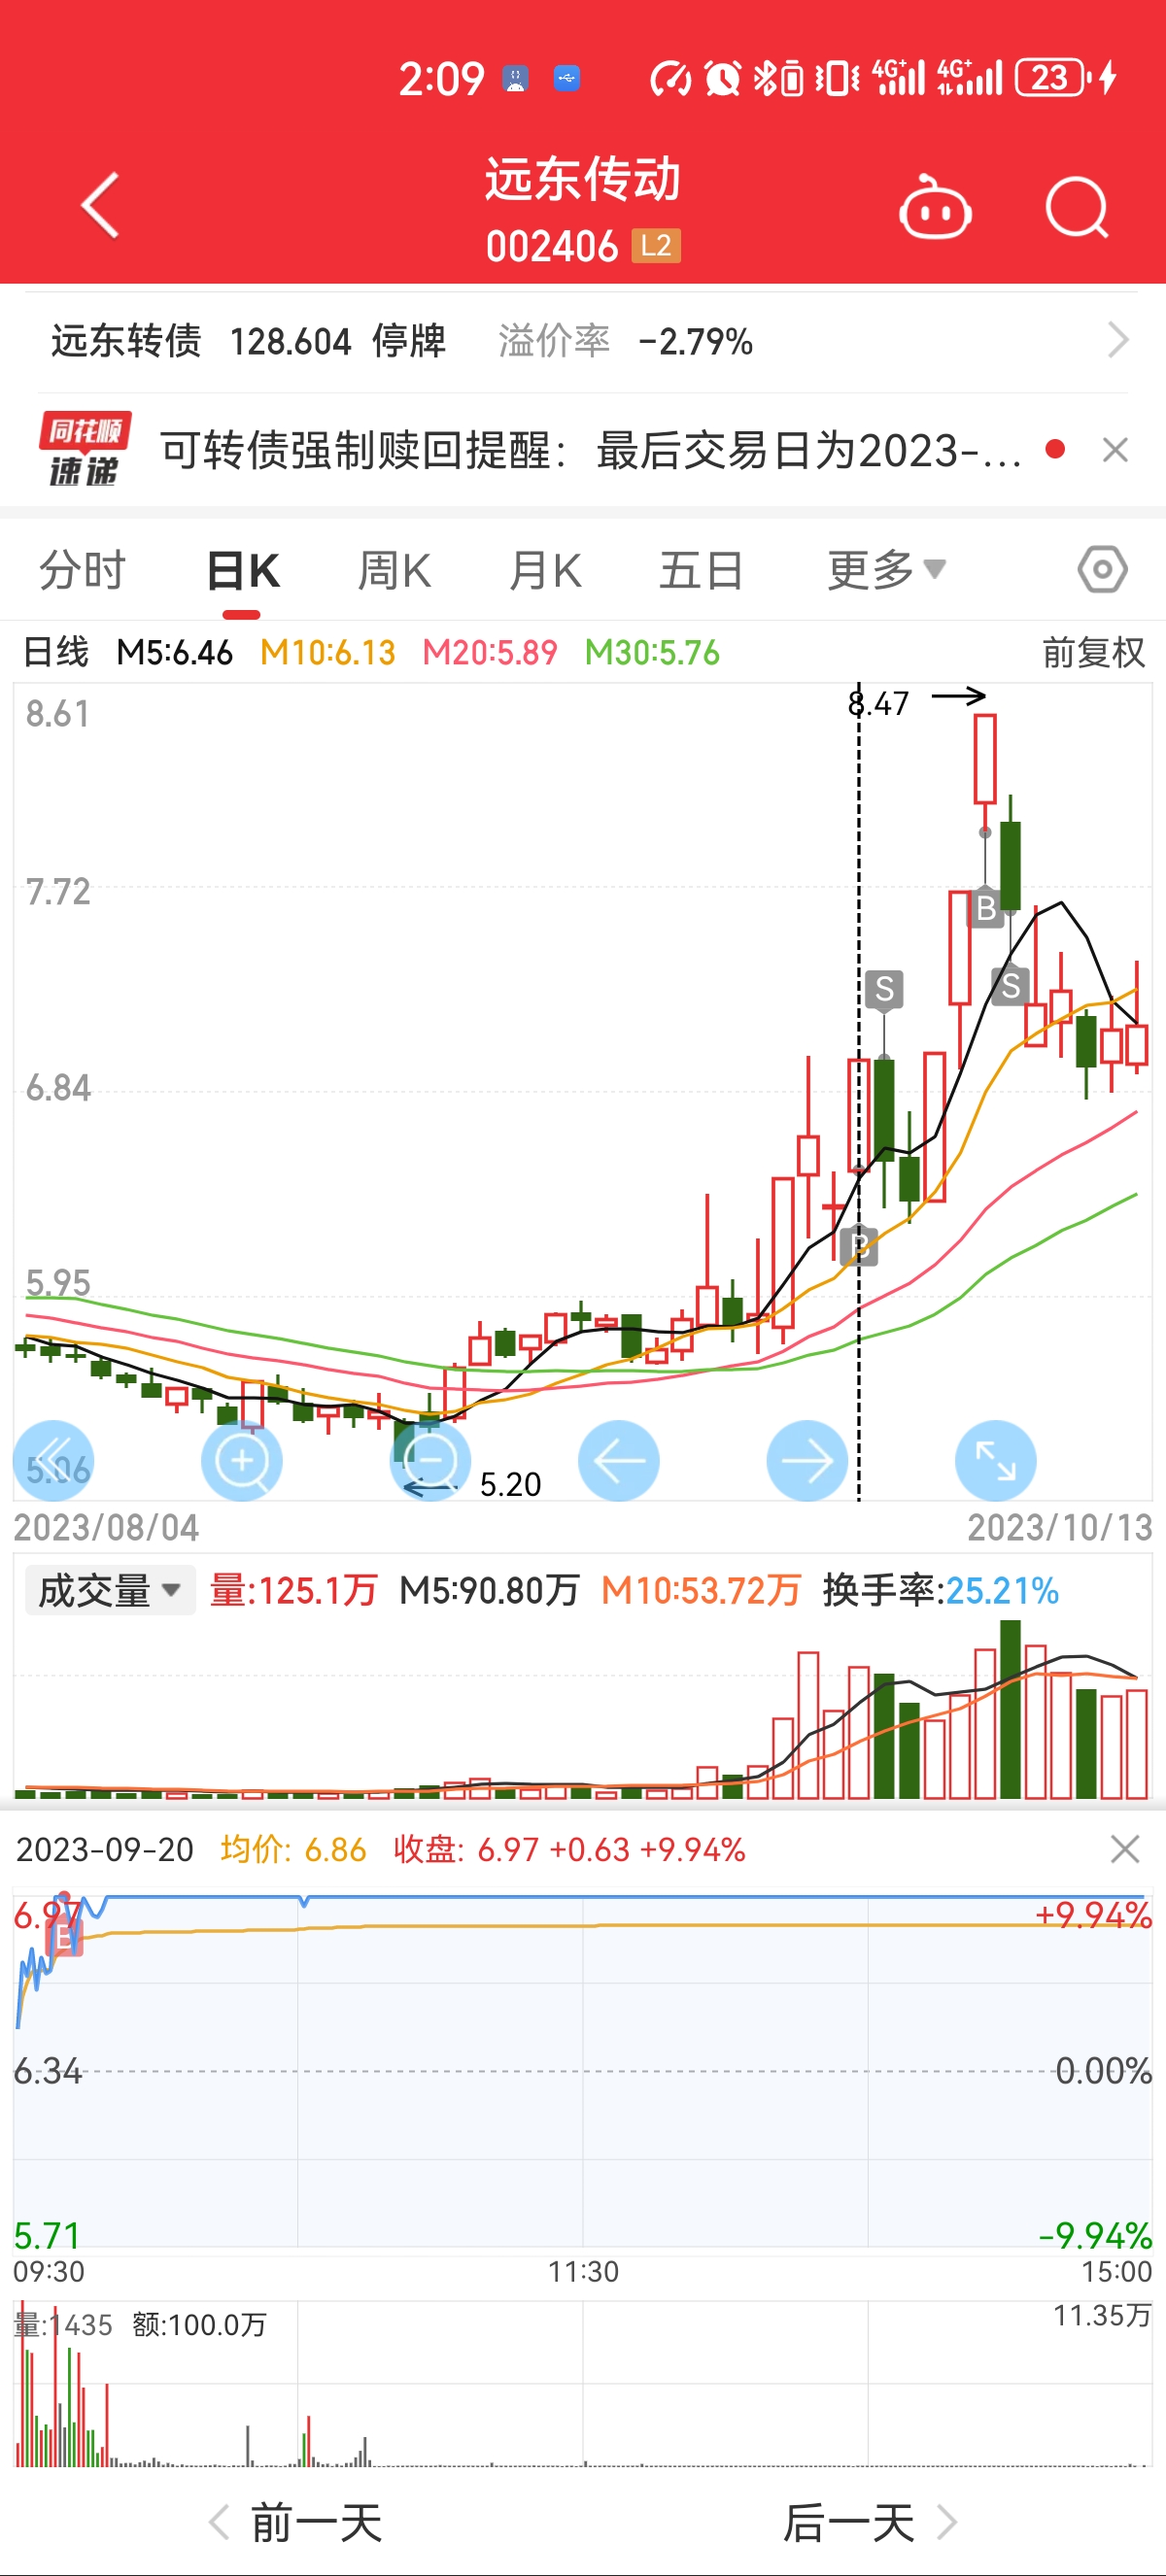 2:09 4G+ 4G+ 23
远东传动
002406 L2
远东转债 128.604 停牌 溢价率 -2.79%
同花顺
速递
可转债强制赎回提醒：最后交易日为2023-...
分时 日K 周K 月K 五日 更多
日线 M5:6.46 M10:6.13 M20:5.89 M30:5.76 前复权
8.61
8.47
7.72
B
S
S
6.84
B
5.95
5.06
5.20
2023/08/04 2023/10/13
成交量 量:125.1万 M5:90.80万 M10:53.72万 换手率:25.21%
2023-09-20 均价: 6.86 收盘: 6.97 +0.63 +9.94%
6.97 +9.94%
B
6.34 0.00%
5.71 -9.94%
09:30 11:30 15:00
量:1435 额:100.0万 11.35万
前一天 后一天